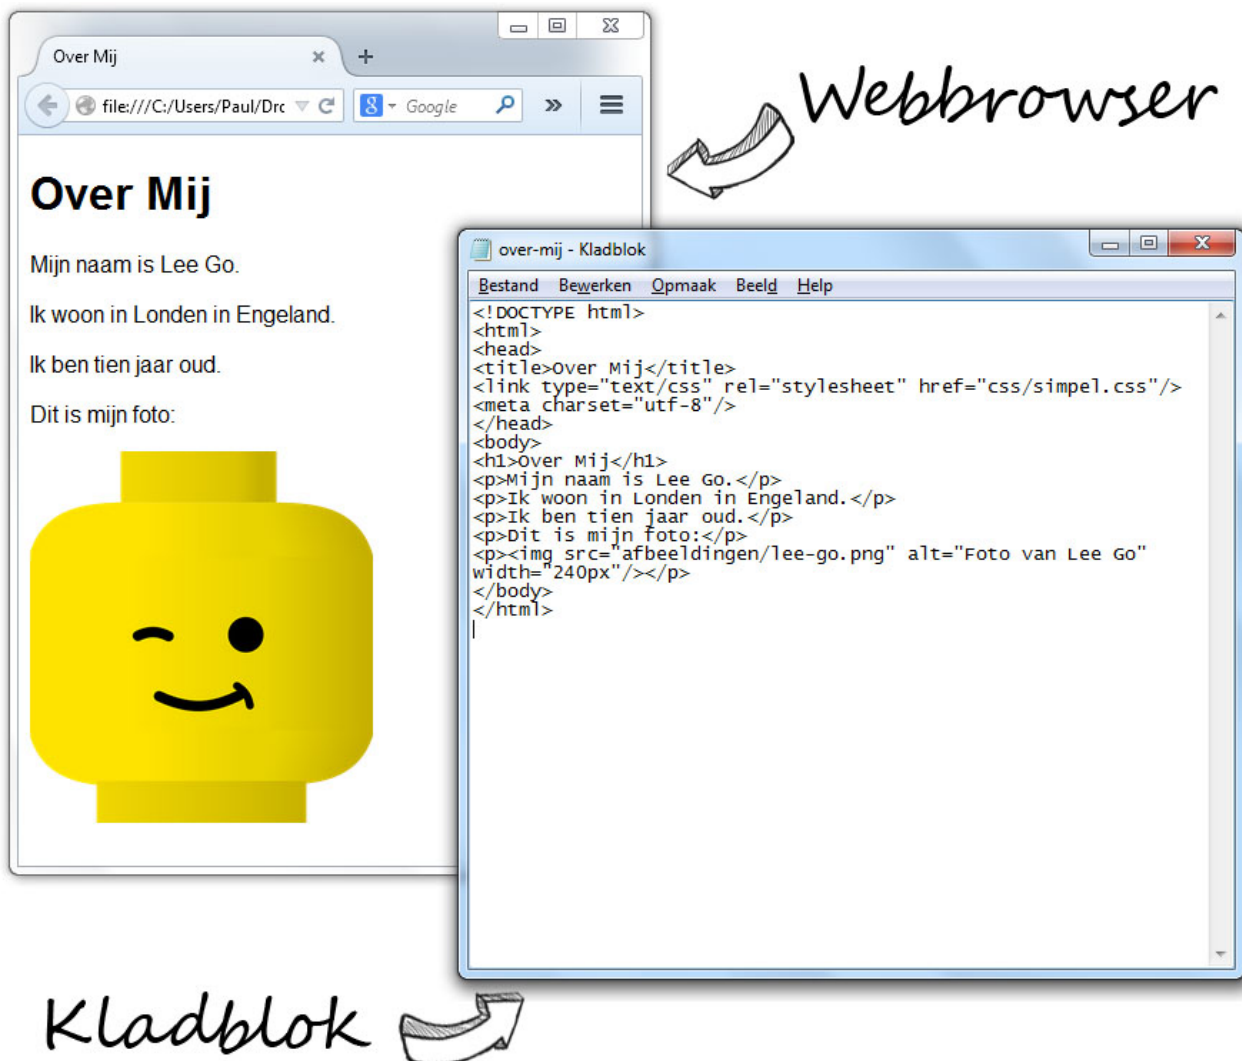 Over Mij
file:///C:/Users/Paul/Drc
8 Google
Webbrowser
Over Mij
Mijn naam is Lee Go.
Ik woon in Londen in Engeland.
Ik ben tien jaar oud.
Dit is mijn foto:
over-mij - Kladblok
Bestand Bewerken Opmaak Beeld Help
<!DOCTYPE html>
<html>
<head>
<title>Over Mij</title>
<link type="text/css" rel="stylesheet" href="css/simpel.css"/>
<meta charset="utf-8"/>
</head>
<body>
<h1>Over Mij</h1>
<p>Mijn naam is Lee Go.</p>
<p>Ik woon in Londen in Engeland.</p>
<p>Ik ben tien jaar oud.</p>
<p>Dit is mijn foto:</p>
<p><img src="afbeeldingen/lee-go.png" alt="Foto van Lee Go"
width="240px"/></p>
</body>
</html>
Kladblok